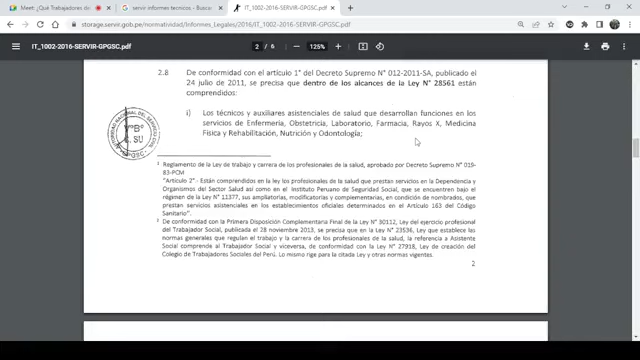 Meet: ¿Qué Trabajadores de
servir informes tecnicos - Buscar
IT_1002-2016-SERVIR-GPGSC.pdf
storage.servir.gob.pe/normatividad/Informes_Legales/2016/IT_1002-2016-SERVIR-GPGSC.pdf
IT_1002-2016-SERVIR-GPGSC.pdf
2 / 6
125%
2.8 De conformidad con el artículo 1° del Decreto Supremo N° 012-2011-SA, publicado el
24 julio de 2011, se precisa que dentro de los alcances de la Ley N° 28561 están
comprendidos:
i) Los técnicos y auxiliares asistenciales de salud que desarrollan funciones en los
servicios de Enfermería, Obstetricia, Laboratorio, Farmacia, Rayos X, Medicina
Física y Rehabilitación, Nutrición y Odontología;
1 Reglamento de la Ley de trabajo y carrera de los profesionales de la salud, aprobado por Decreto Supremo N° 019-
83-PCM
"Artículo 2°- Están comprendidos en la ley los profesionales de la salud que prestan servicios en la Dependencia y
Organismos del Sector Salud así como en el Instituto Peruano de Seguridad Social, que se encuentren bajo el
régimen de la Ley N° 11377, sus ampliatorias, modificatorias y complementarias, en condición de nombrados, que
prestan servicios asistenciales en los establecimientos oficiales determinados en el Artículo 163 del Código
Sanitario"
2 De conformidad con la Primera Disposición Complementaria Final de la Ley N° 30112, Ley del ejercicio profesional
del Trabajador Social, publicada el 28 noviembre de 2013, se precisa que en la Ley N° 23536, Ley que establece las
normas generales que regulan el trabajo y la carrera de los profesionales de la salud, la referencia a Asistente
Social comprende al Trabajador Social y viceversa, de conformidad con la Ley N° 27918, Ley de creación del
Colegio de Trabajadores Sociales del Perú. Lo mismo rige para la citada Ley y otras normas vigentes.
2